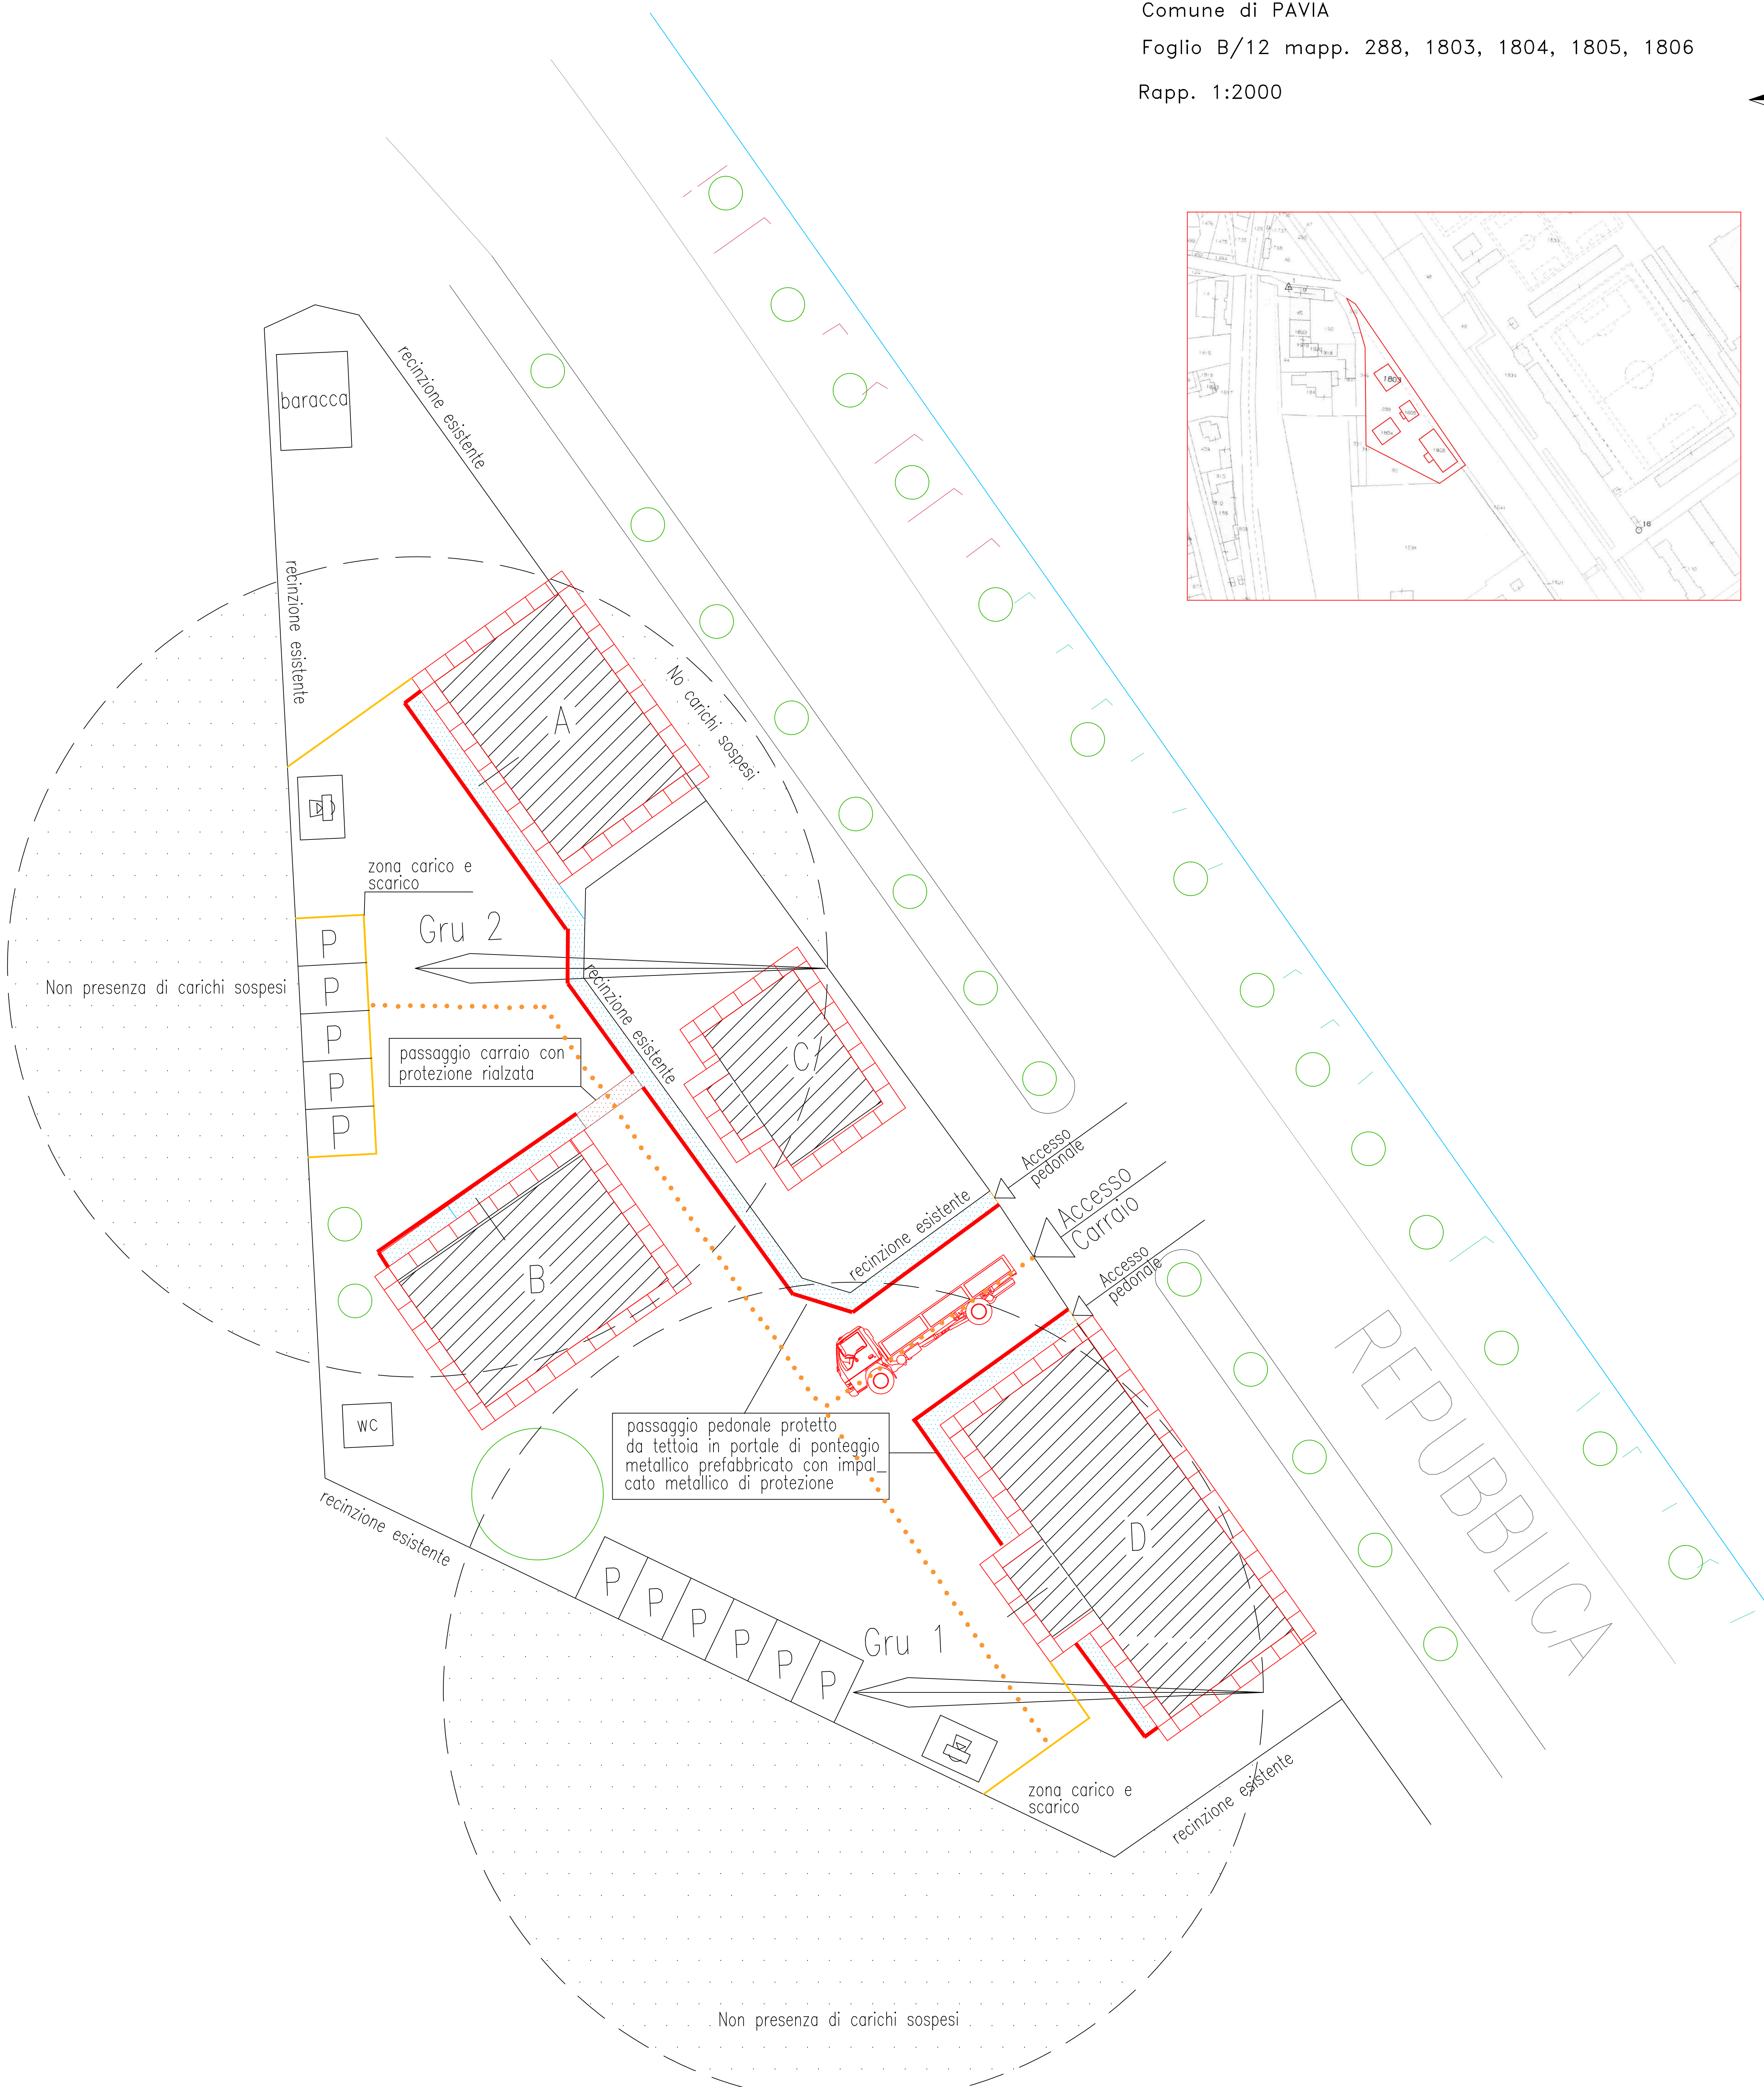 Comune di PAVIA
Foglio B/12 mapp. 288, 1803, 1804, 1805, 1806
Rapp. 1:2000
1803
16
baracca
recinzione esistente
recinzione esistente
A
No carichi sospesi
zona carico e
scarico
Gru 2
P
P
P
P
P
Non presenza di carichi sospesi
recinzione esistente
passaggio carraio con
protezione rialzata
C
Accesso
pedonale
Accesso
Carraio
recinzione esistente
Accesso
pedonale
B
WC
passaggio pedonale protetto
da tettoia in portale di ponteggio
metallico prefabbricato con impal_
cato metallico di protezione
REPUBBLICA
recinzione esistente
D
P
P
P
P
P
P
Gru 1
zona carico e
scarico
recinzione esistente
Non presenza di carichi sospesi